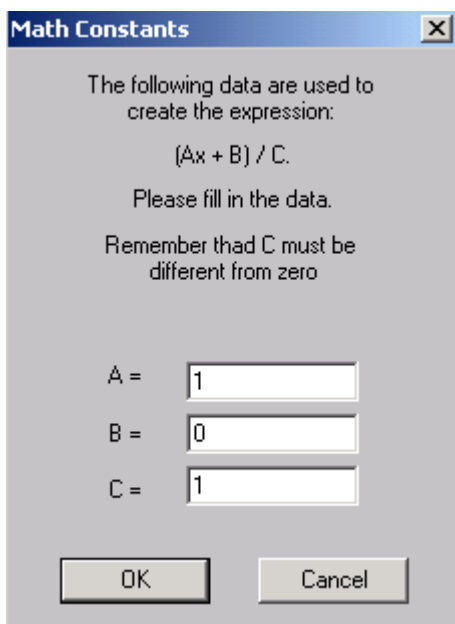 Math Constants
The following data are used to
create the expression:
(Ax + B) / C.
Please fill in the data.
Remember thad C must be
different from zero
A = 1
B = 0
C = 1
OK Cancel